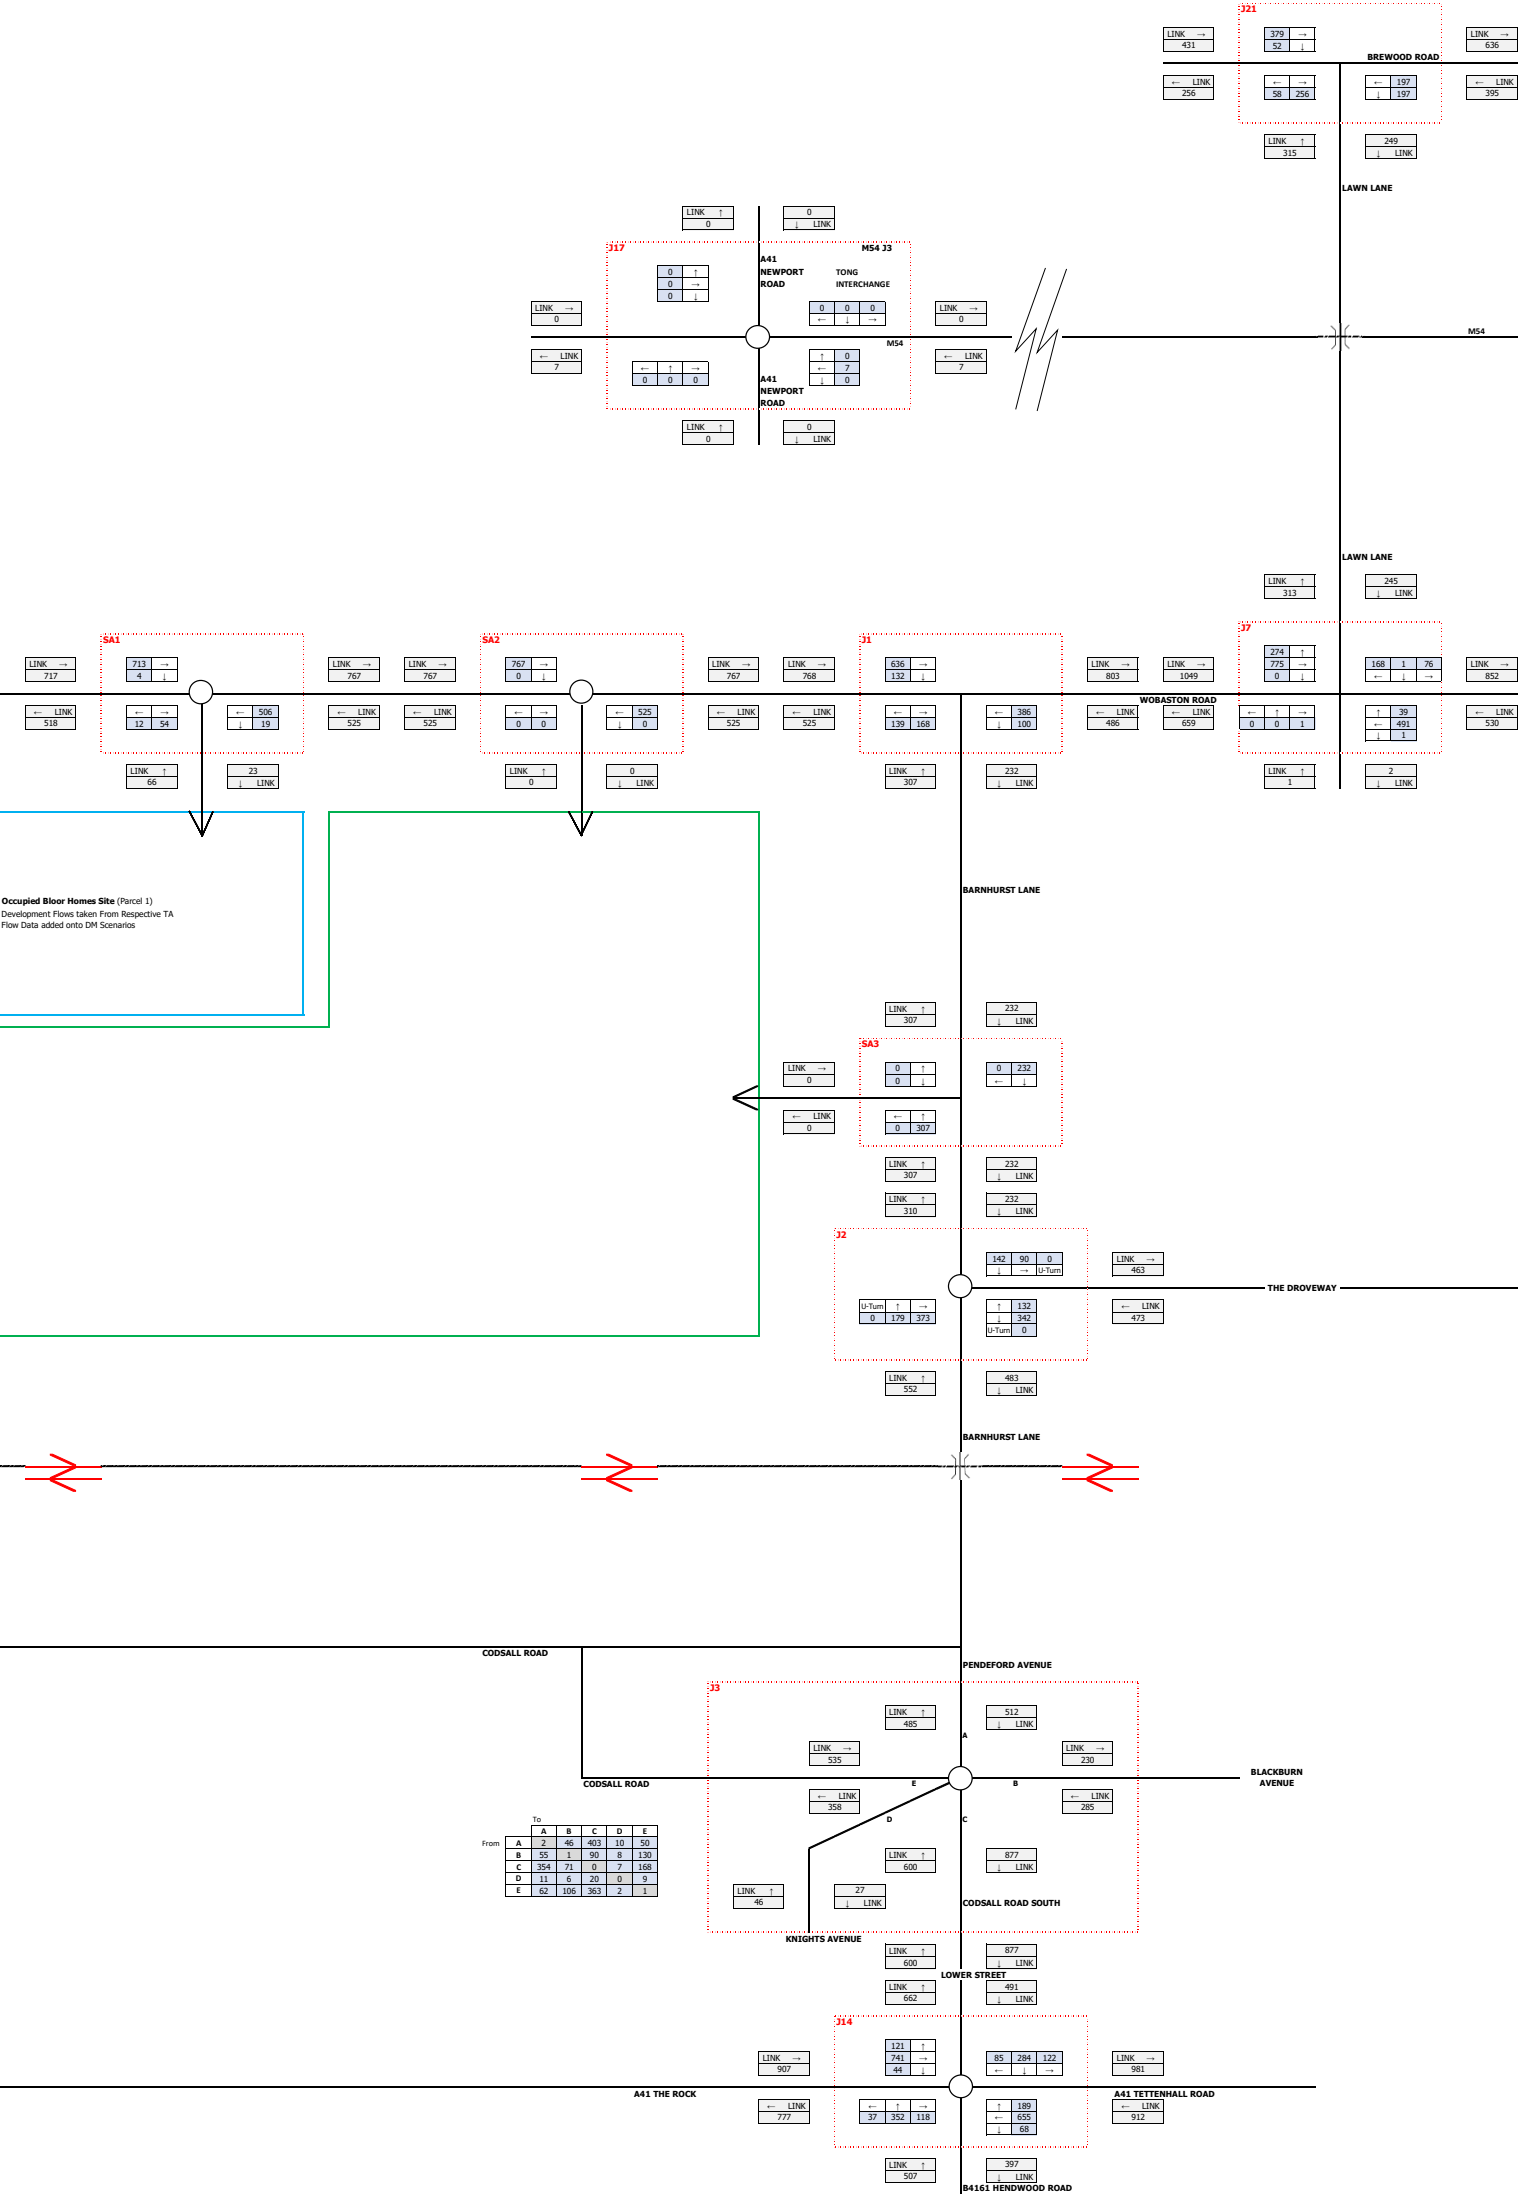 J21
LINK → 379 → LINK →
431 52 ↓ 636
BREWOOD ROAD
← LINK ← → ← 197 ← LINK
256 58 256 ↓ 197 395
LINK ↑ 249
315 ↓ LINK
LAWN LANE
LINK ↑ 0
0 ↓ LINK
J17 M54 J3
A41
NEWPORT TONG
ROAD INTERCHANGE
0 ↑
0 →
0 ↓
LINK → 0 0 0 LINK →
0 ← ↓ → 0
M54
M54
← LINK ← ↑ → ↑ 0 ← LINK
7 0 0 0 ← 7 7
↓ 0
A41
NEWPORT
ROAD
LINK ↑ 0
0 ↓ LINK
LAWN LANE
LINK ↑ 245
313 ↓ LINK
SA1 SA2 J1 J7
LINK → 713 → LINK → LINK → 767 → LINK → LINK → 636 → LINK → LINK → 274 ↑ 168 1 76 LINK →
717 4 ↓ 767 767 0 ↓ 767 768 132 ↓ 803 1049 775 → ← ↓ → 852
0 ↓
WOBASTON ROAD
← LINK ← → ← 506 ← LINK ← LINK ← → ← 525 ← LINK ← LINK ← → ← 386 ← LINK ← LINK ← ↑ → ↑ 39 ← LINK
518 12 54 ↓ 19 525 525 0 0 ↓ 0 525 525 139 168 ↓ 100 486 659 0 0 1 ← 491 530
↓ 1
LINK ↑ 23 LINK ↑ 0 LINK ↑ 232 LINK ↑ 2
66 ↓ LINK 0 ↓ LINK 307 ↓ LINK 1 ↓ LINK
BARNHURST LANE
Occupied Bloor Homes Site (Parcel 1)
Development Flows taken From Respective TA
Flow Data added onto DM Scenarios
LINK ↑ 232
307 ↓ LINK
SA3
LINK → 0 ↑ 0 232
0 0 ↓ ← ↓
← LINK ← ↑
0 0 307
LINK ↑ 232
307 ↓ LINK
LINK ↑ 232
310 ↓ LINK
J2
142 90 0 LINK →
↓ → U-Turn 463
THE DROVEWAY
U-Turn ↑ → ↑ 132 ← LINK
0 179 373 ↓ 342 473
U-Turn 0
LINK ↑ 483
552 ↓ LINK
BARNHURST LANE
CODSALL ROAD
PENDEFORD AVENUE
J3
LINK ↑ 512
485 ↓ LINK
A
LINK → LINK →
535 230
BLACKBURN
AVENUE
CODSALL ROAD E B
← LINK ← LINK
358 285
D C
To
A B C D E
From A 2 46 403 10 50
B 55 1 90 8 130
C 354 71 0 7 168
D 11 6 20 0 9
E 62 106 363 2 1
LINK ↑ 877
600 ↓ LINK
LINK ↑ 27
46 ↓ LINK
CODSALL ROAD SOUTH
KNIGHTS AVENUE
LINK ↑ 877
600 ↓ LINK
LOWER STREET
LINK ↑ 491
662 ↓ LINK
J14
121 ↑
LINK → 741 → 85 284 122 LINK →
907 44 ↓ ← ↓ → 981
A41 THE ROCK A41 TETTENHALL ROAD
← LINK ← ↑ → ↑ 189 ← LINK
777 37 352 118 ← 655 912
↓ 68
LINK ↑ 397
507 ↓ LINK
B4161 HENDWOOD ROAD